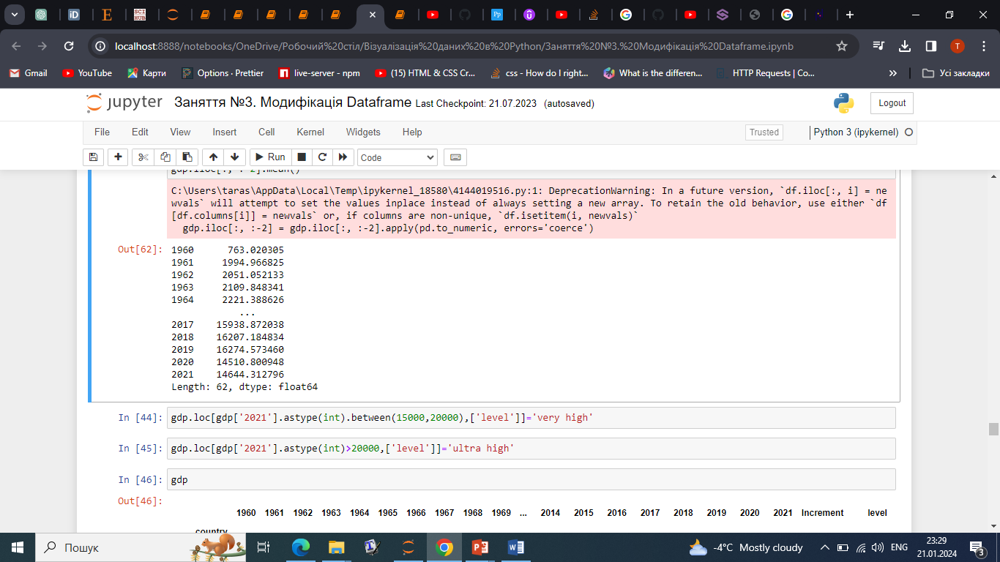 localhost:8888/notebooks/OneDrive/Робочий%20стіл/Візуалізація%20даних%20в%20Python/Заняття%20№3.%20Модифікація%20Dataframe.ipynb
Gmail YouTube Карти Options · Prettier live-server - npm (15) HTML & CSS Cr... css - How do I right... What is the differen... HTTP Requests | Co... » Усі закладки
jupyter Заняття №3. Модифікація Dataframe Last Checkpoint: 21.07.2023 (autosaved) Logout
File Edit View Insert Cell Kernel Widgets Help Trusted Python 3 (ipykernel)
Run Code
gdp.iloc[:, :-2].mean()
C:\Users\taras\AppData\Local\Temp\ipykernel_18580\4144019516.py:1: DeprecationWarning: In a future version, `df.iloc[:, i] = ne
wvals` will attempt to set the values inplace instead of always setting a new array. To retain the old behavior, use either `df
[df.columns[i]] = newvals` or, if columns are non-unique, `df.isetitem(i, newvals)`
gdp.iloc[:, :-2] = gdp.iloc[:, :-2].apply(pd.to_numeric, errors='coerce')
Out[62]: 1960 763.020305
1961 1994.966825
1962 2051.052133
1963 2109.848341
1964 2221.388626
...
2017 15938.872038
2018 16207.184834
2019 16274.573460
2020 14510.800948
2021 14644.312796
Length: 62, dtype: float64
In [44]: gdp.loc[gdp['2021'].astype(int).between(15000,20000),['level']]='very high'
In [45]: gdp.loc[gdp['2021'].astype(int)>20000,['level']]='ultra high'
In [46]: gdp
Out[46]:
1960 1961 1962 1963 1964 1965 1966 1967 1968 1969 ... 2014 2015 2016 2017 2018 2019 2020 2021 Increment level
country
Пошук -4°C Mostly cloudy ENG 23:29
21.01.2024 3